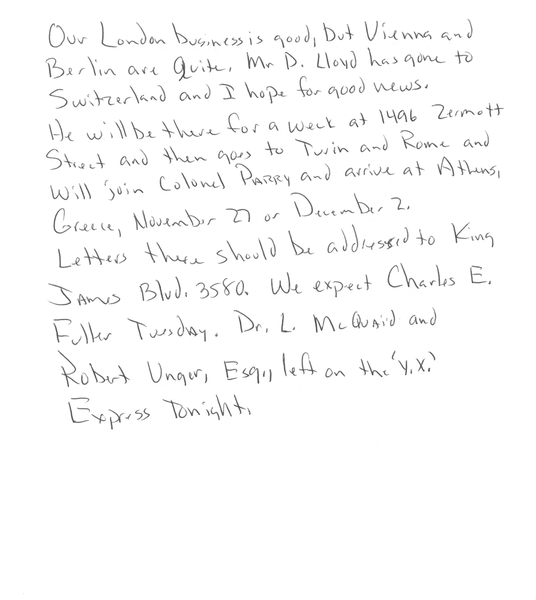 Our London business is good, but Vienna and
Berlin are Quite. Mr D. Lloyd has gone to
Switzerland and I hope for good news.
He will be there for a week at 1496 Zermott
Street and then goes to Turin and Rome and
will join Colonel Parry and arrive at Athens,
Greece, November 27 or December 2.
Letters there should be addressed to King
James Blvd. 3580. We expect Charles E.
Fuller Tuesday. Dr. L. McQuaid and
Robert Unger, Esq., left on the 'Y.X.'
Express Tonight.